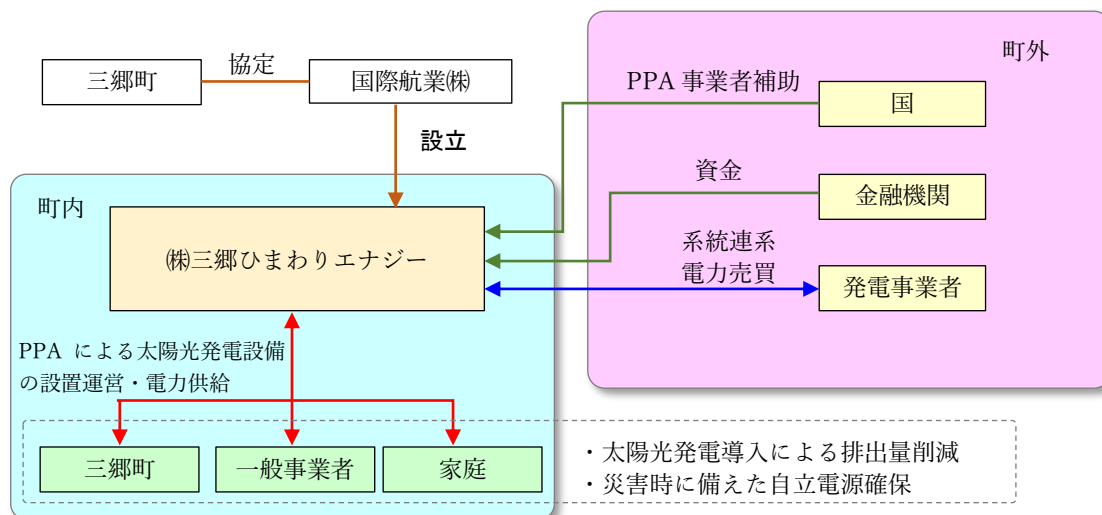 町外
三郷町
協定
国際航業㈱
PPA 事業者補助
国
設立
資金
金融機関
町内
㈱三郷ひまわりエナジー
系統連系
電力売買
発電事業者
PPA による太陽光発電設備
の設置運営・電力供給
三郷町
一般事業者
家庭
・太陽光発電導入による排出量削減
・災害時に備えた自立電源確保